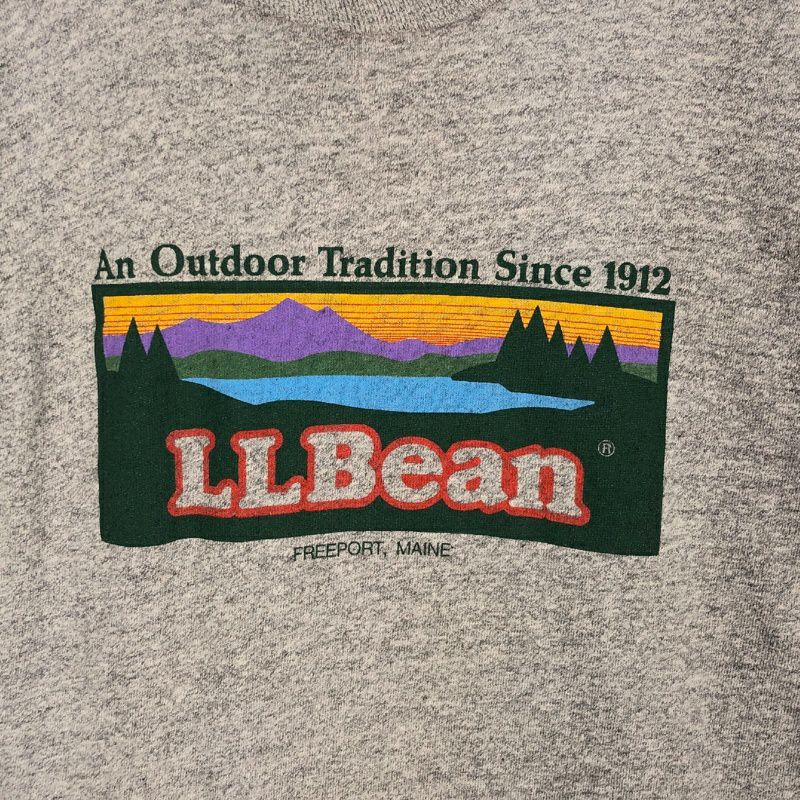 An Outdoor Tradition Since 1912
LLBean®
FREEPORT, MAINE